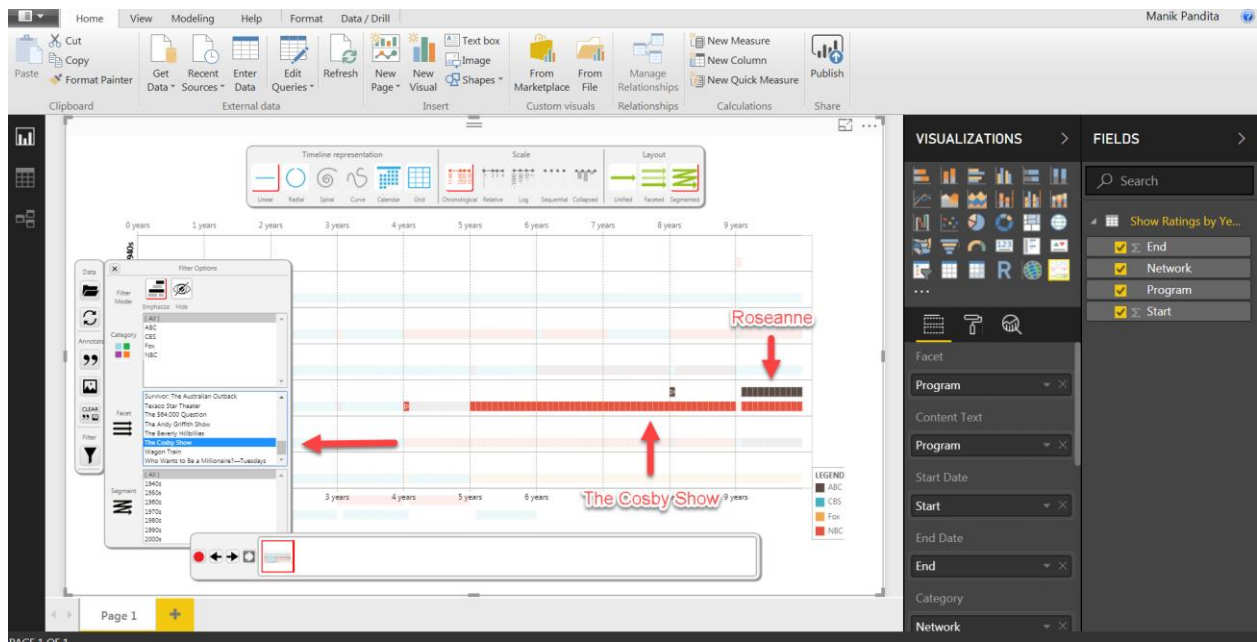 Home View Modeling Help Format Data / Drill Manik Pandita
Cut
Copy
Format Painter
Paste
Clipboard
Get Data
Recent Sources
Enter Data
Edit Queries
External data
Refresh
New Page
New Visual
Text box
Image
Shapes
Insert
From Marketplace
From File
Custom visuals
Manage Relationships
Relationships
New Measure
New Column
New Quick Measure
Calculations
Publish
Share
Timeline representation Scale Layout
Linear Radial Spiral Curve Calendar Grid Chronological Relative Log Sequential Collapsed Unified Faceted Segmented
0 years 1 years 2 years 3 years 4 years 5 years 6 years 7 years 8 years 9 years
1940s
Data
Annotate
CLEAR
Filter
Filter Options
Filter Mode:
Emphasize Hide
Category
( All )
ABC
CBS
Fox
NBC
Facet
Survivor: The Australian Outback
Texaco Star Theater
The $64,000 Question
The Andy Griffith Show
The Beverly Hillbillies
The Cosby Show
Wagon Train
Who Wants to Be a Millionaire?—Tuesdays
Segment
( All )
1940s
1950s
1960s
1970s
1980s
1990s
2000s
Roseanne
The Cosby Show
3 years 4 years 5 years 6 years 9 years
LEGEND
ABC
CBS
Fox
NBC
Page 1
PAGE 1 OF 1
VISUALIZATIONS
R
Facet
Program
Content Text
Program
Start Date
Start
End Date
End
Category
Network
FIELDS
Search
Show Ratings by Ye...
End
Network
Program
Start